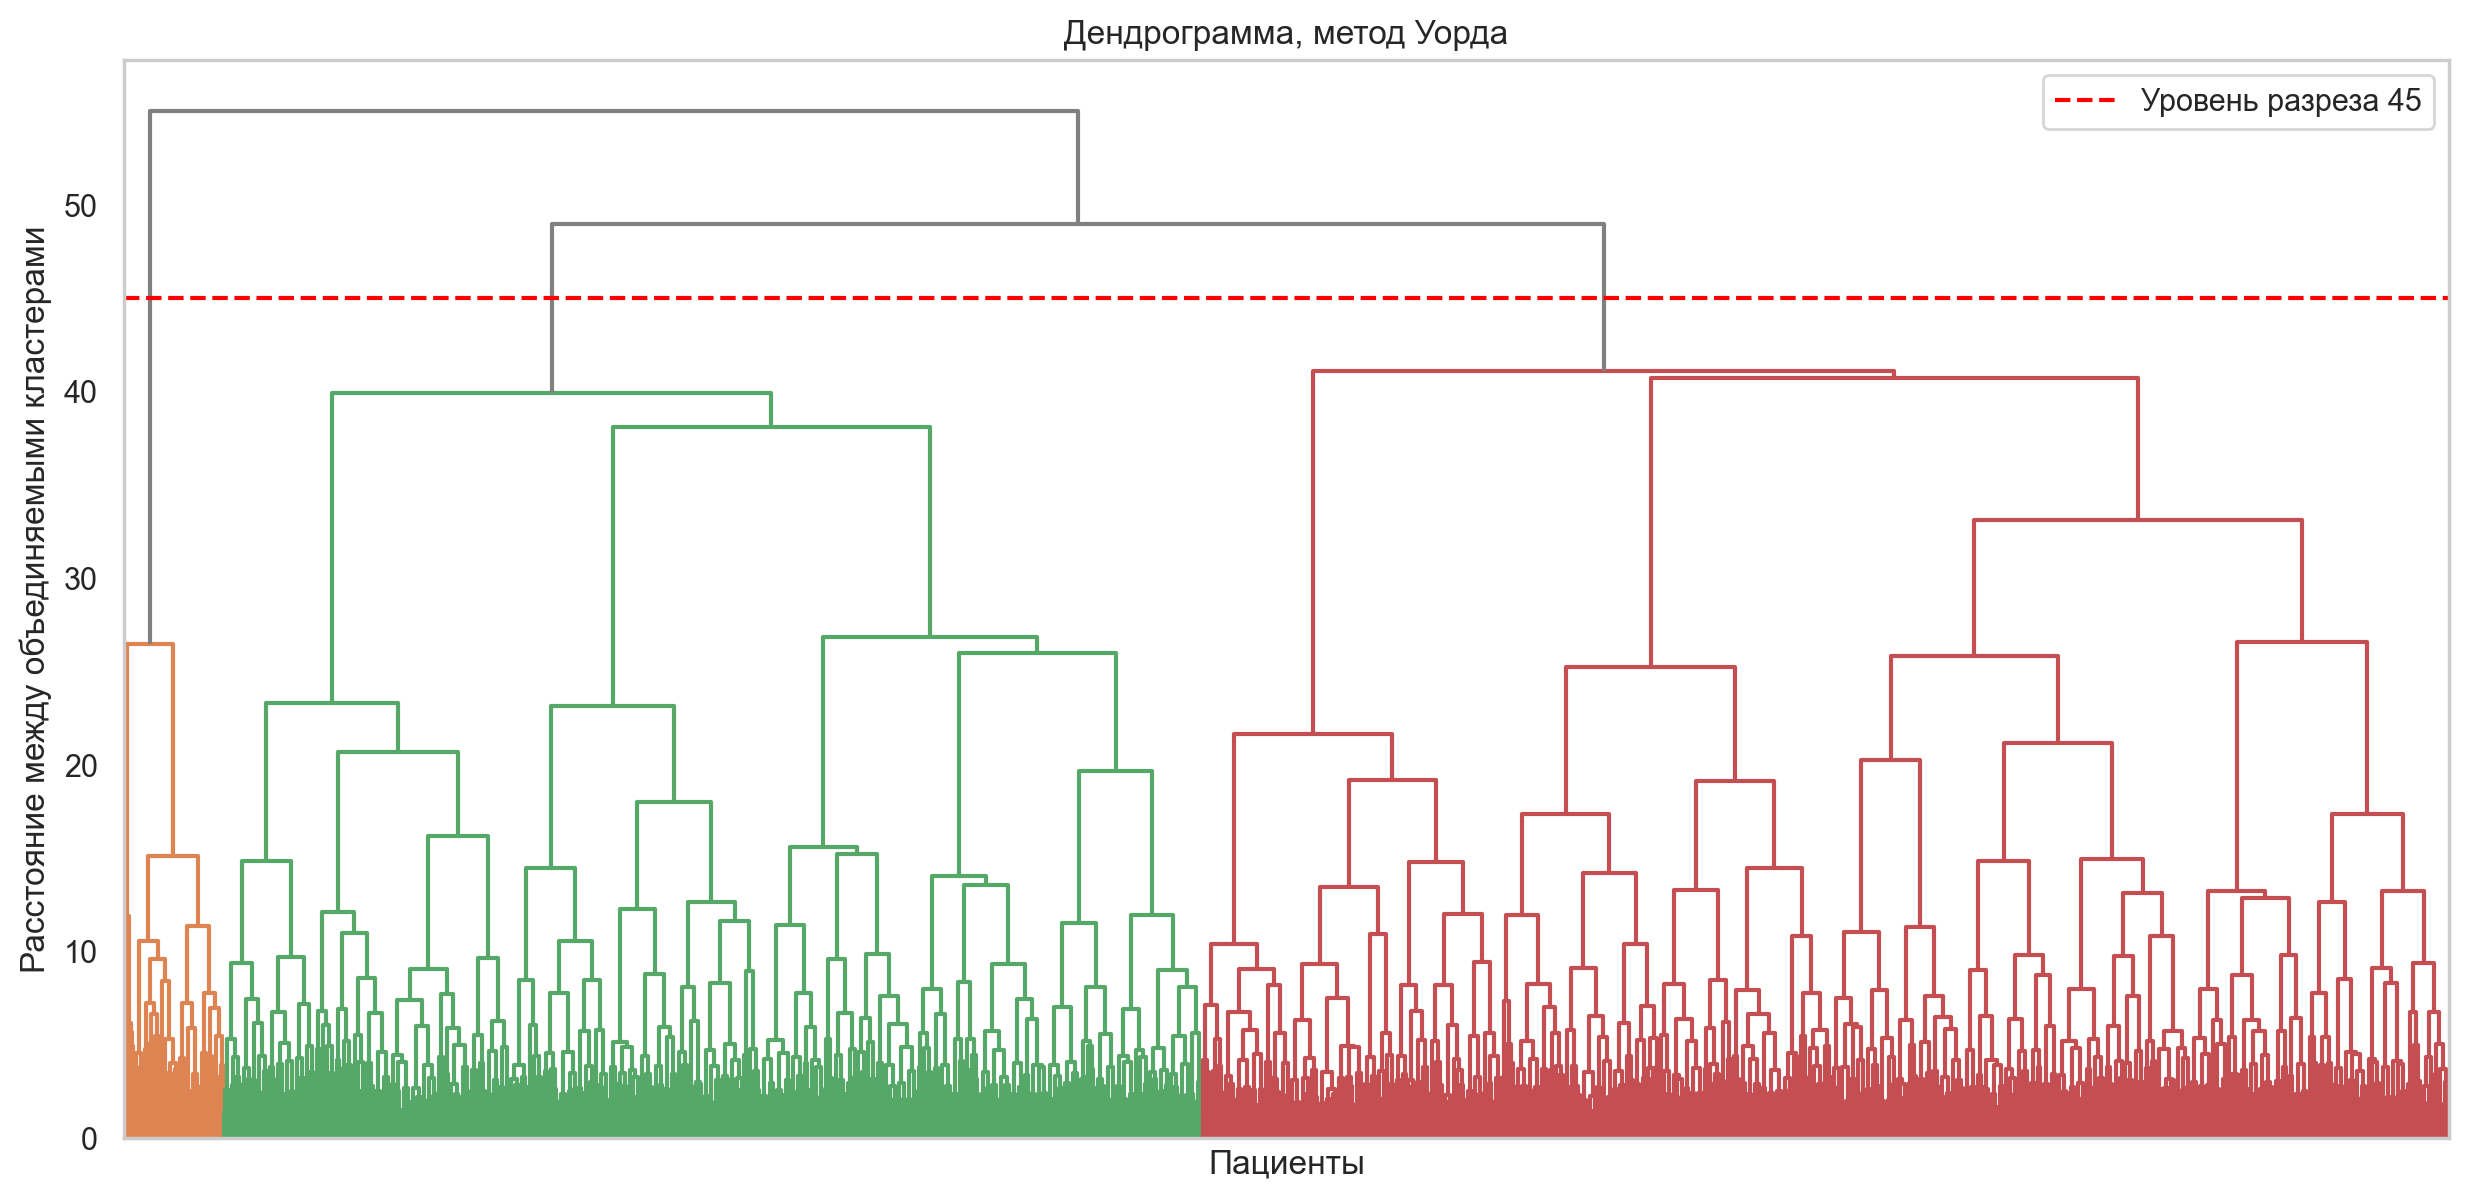 Дендрограмма, метод Уорда
Уровень разреза 45
Расстояние между объединяемыми кластерами
50
40
30
20
10
0
Пациенты